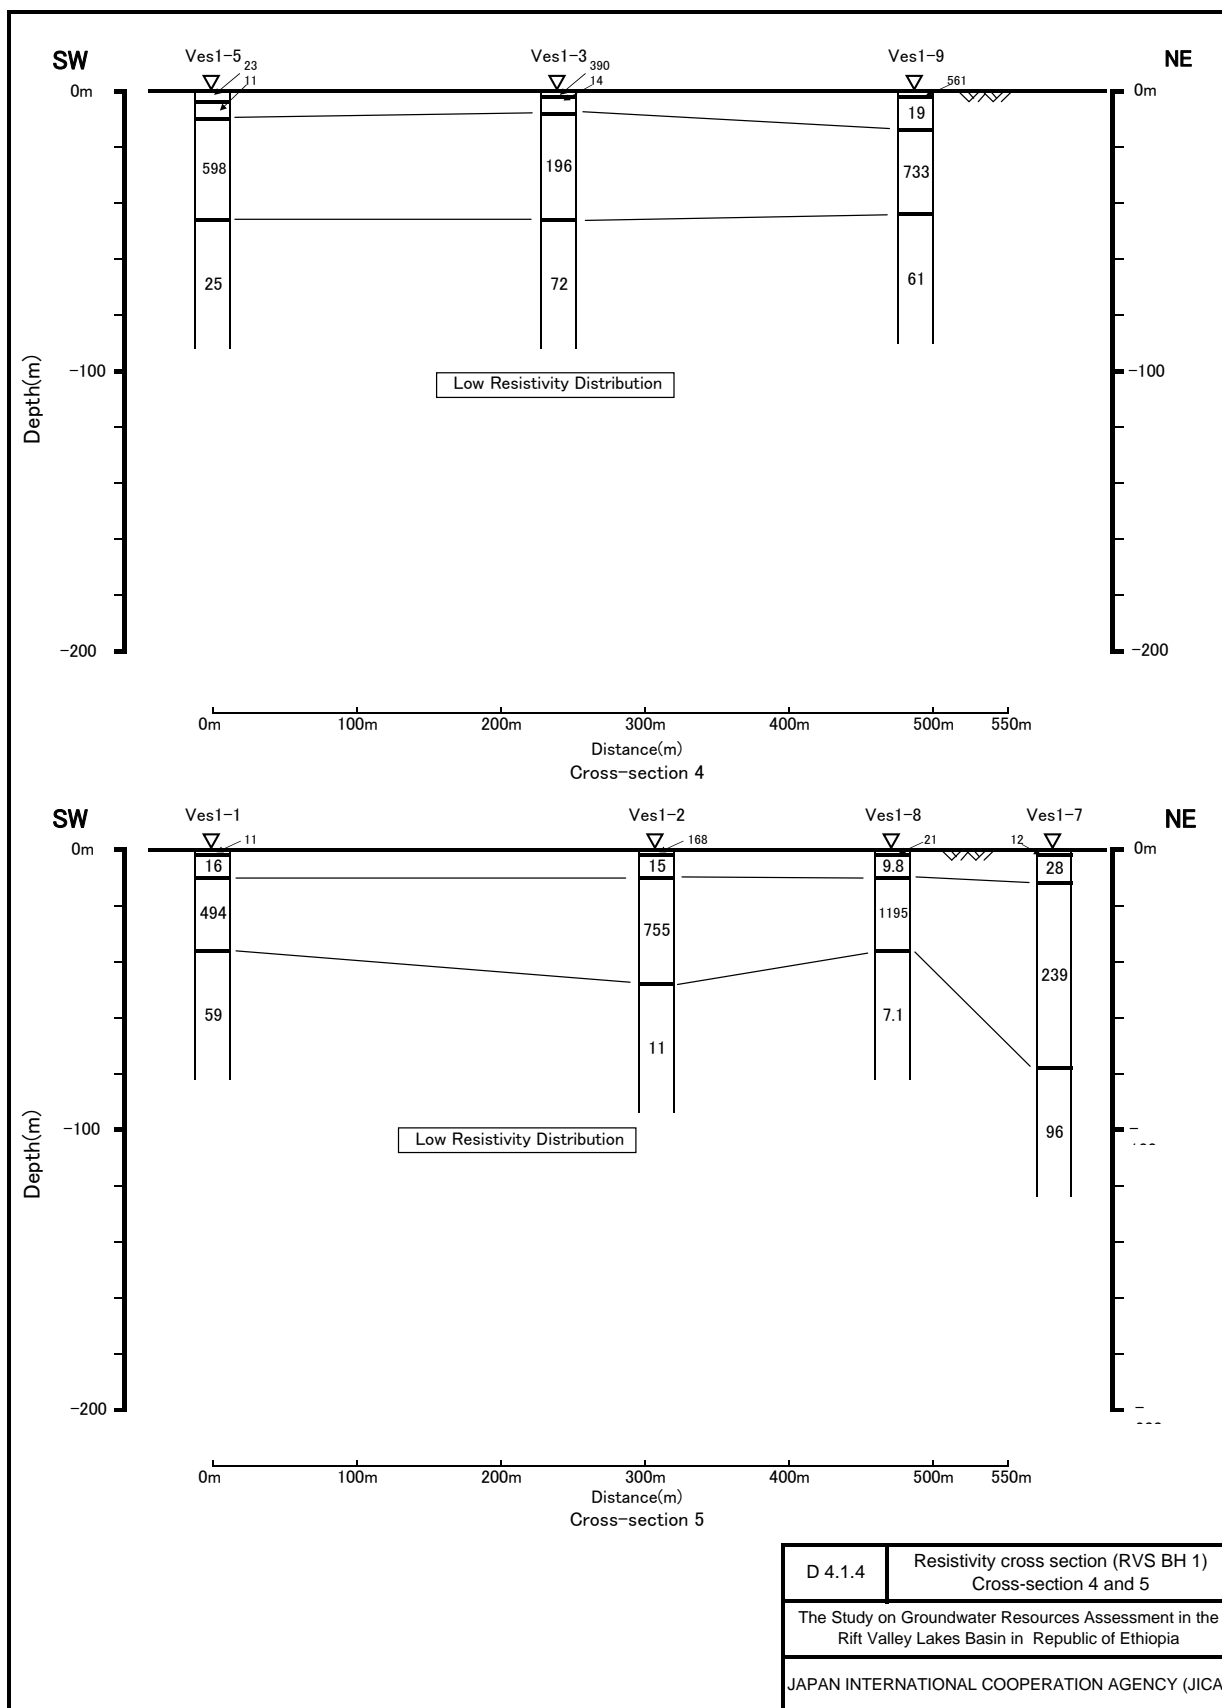 SW
Ves1-5
Ves1-3
Ves1-9
NE
23
11
390
14
561
0m
0m
19
598
196
733
25
72
61
Depth(m)
-100
-100
Low Resistivity Distribution
-200
-200
0m 100m 200m 300m 400m 500m 550m
Distance(m)
Cross-section 4
SW
Ves1-1
Ves1-2
Ves1-8
Ves1-7
NE
0m
11
168
21
12
0m
16
15
9.8
28
494
755
1195
239
59
11
7.1
96
Depth(m)
-100
Low Resistivity Distribution
-200
0m 100m 200m 300m 400m 500m 550m
Distance(m)
Cross-section 5
D 4.1.4
Resistivity cross section (RVS BH 1)
Cross-section 4 and 5
The Study on Groundwater Resources Assessment in the
Rift Valley Lakes Basin in Republic of Ethiopia
JAPAN INTERNATIONAL COOPERATION AGENCY (JICA